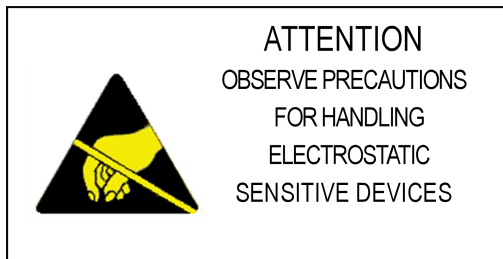 ATTENTION
OBSERVE PRECAUTIONS
FOR HANDLING
ELECTROSTATIC
SENSITIVE DEVICES